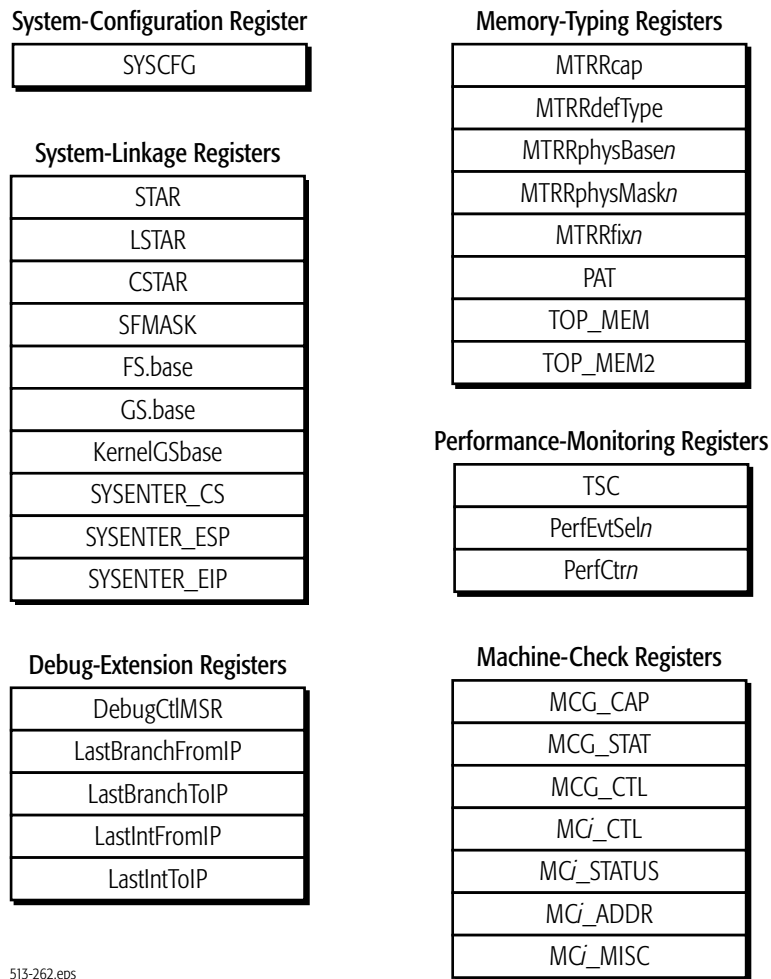 System-Configuration Register
SYSCFG
System-Linkage Registers
STAR
LSTAR
CSTAR
SFMASK
FS.base
GS.base
KernelGSbase
SYSENTER_CS
SYSENTER_ESP
SYSENTER_EIP
Debug-Extension Registers
DebugCtlMSR
LastBranchFromIP
LastBranchToIP
LastIntFromIP
LastIntToIP
513-262.eps
Memory-Typing Registers
MTRRcap
MTRRdefType
MTRRphysBasen
MTRRphysMaskn
MTRRfixn
PAT
TOP_MEM
TOP_MEM2
Performance-Monitoring Registers
TSC
PerfEvtSeln
PerfCtrn
Machine-Check Registers
MCG_CAP
MCG_STAT
MCG_CTL
MCi_CTL
MCi_STATUS
MCi_ADDR
MCi_MISC